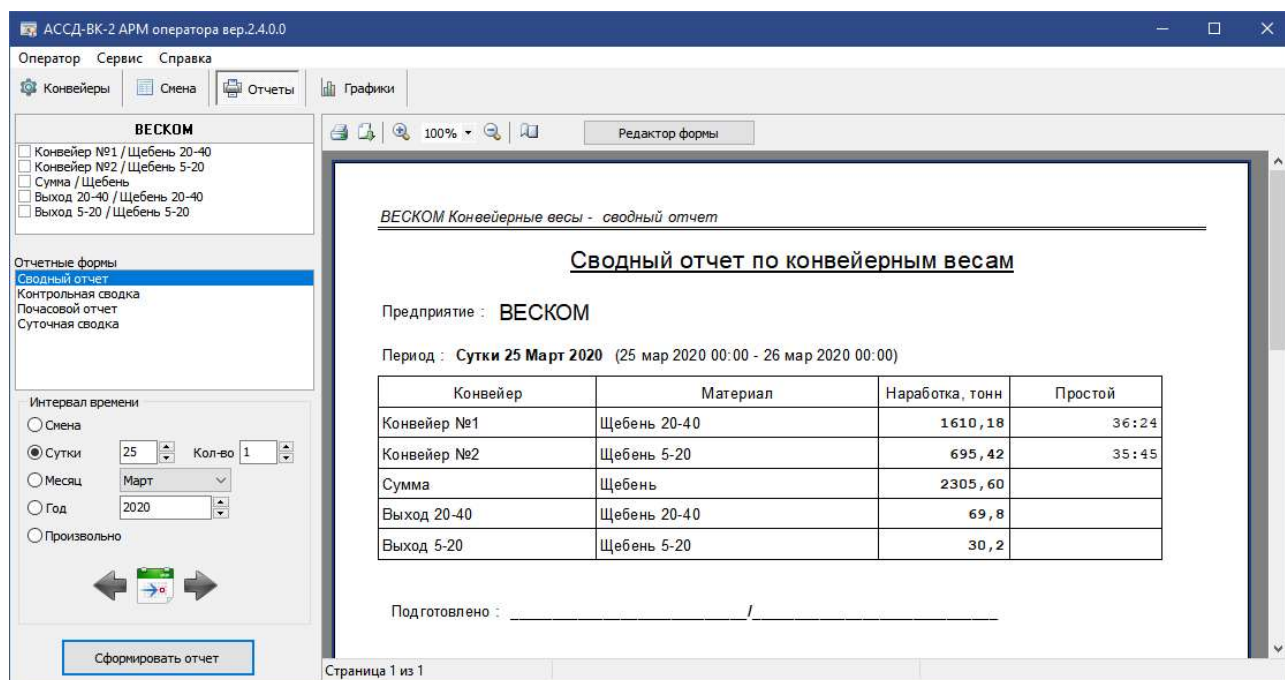 АССД-ВК-2 АРМ оператора вер.2.4.0.0
Оператор Сервис Справка
Конвейеры Смена Отчеты Графики
ВЕСКОМ
Конвейер №1 / Щебень 20-40
Конвейер №2 / Щебень 5-20
Сумма / Щебень
Выход 20-40 / Щебень 20-40
Выход 5-20 / Щебень 5-20
Отчетные формы
Сводный отчет
Контрольная сводка
Почасовой отчет
Суточная сводка
Интервал времени
Смена
Сутки 25 Кол-во 1
Месяц Март
Год 2020
Произвольно
Сформировать отчет
100% Редактор формы
ВЕСКОМ Конвейерные весы - сводный отчет
Сводный отчет по конвейерным весам
Предприятие : ВЕСКОМ
Период : Сутки 25 Март 2020 (25 мар 2020 00:00 - 26 мар 2020 00:00)
Конвейер Материал Наработка, тонн Простой
Конвейер №1 Щебень 20-40 1610,18 36:24
Конвейер №2 Щебень 5-20 695,42 35:45
Сумма Щебень 2305,60
Выход 20-40 Щебень 20-40 69,8
Выход 5-20 Щебень 5-20 30,2
Подготовлено : ____________________/____________________
Страница 1 из 1